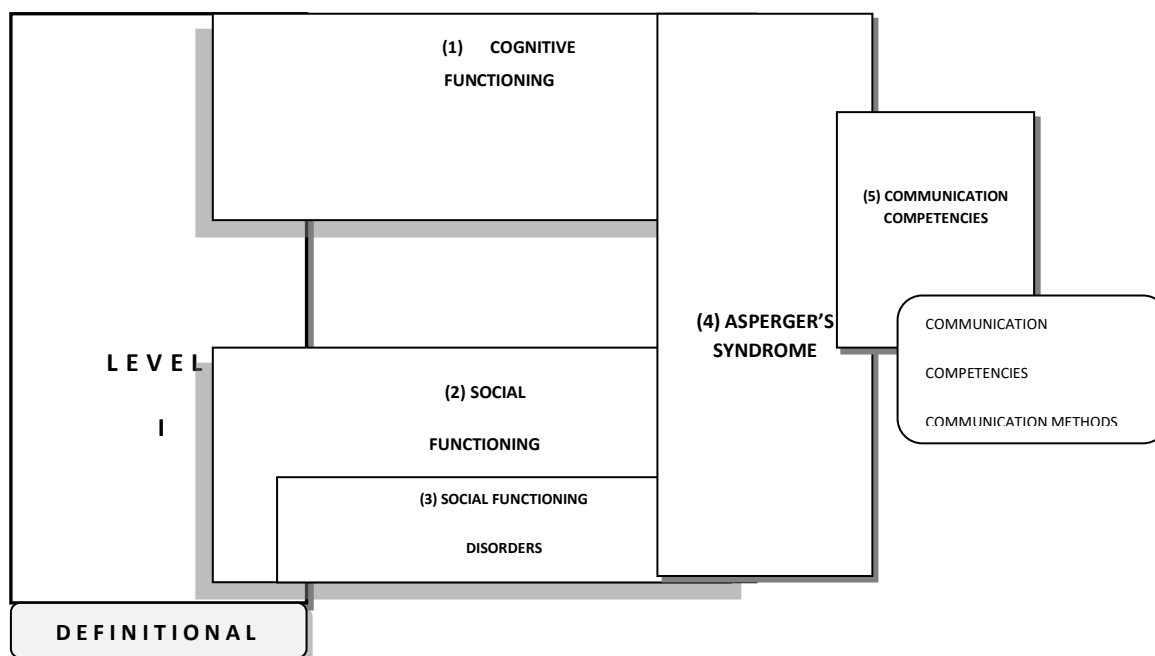 (1) COGNITIVE
FUNCTIONING
(5) COMMUNICATION
COMPETENCIES
(4) ASPERGER’S
SYNDROME
COMMUNICATION
COMPETENCIES
COMMUNICATION METHODS
L E V E L
I
(2) SOCIAL
FUNCTIONING
(3) SOCIAL FUNCTIONING
DISORDERS
D E F I N I T I O N A L